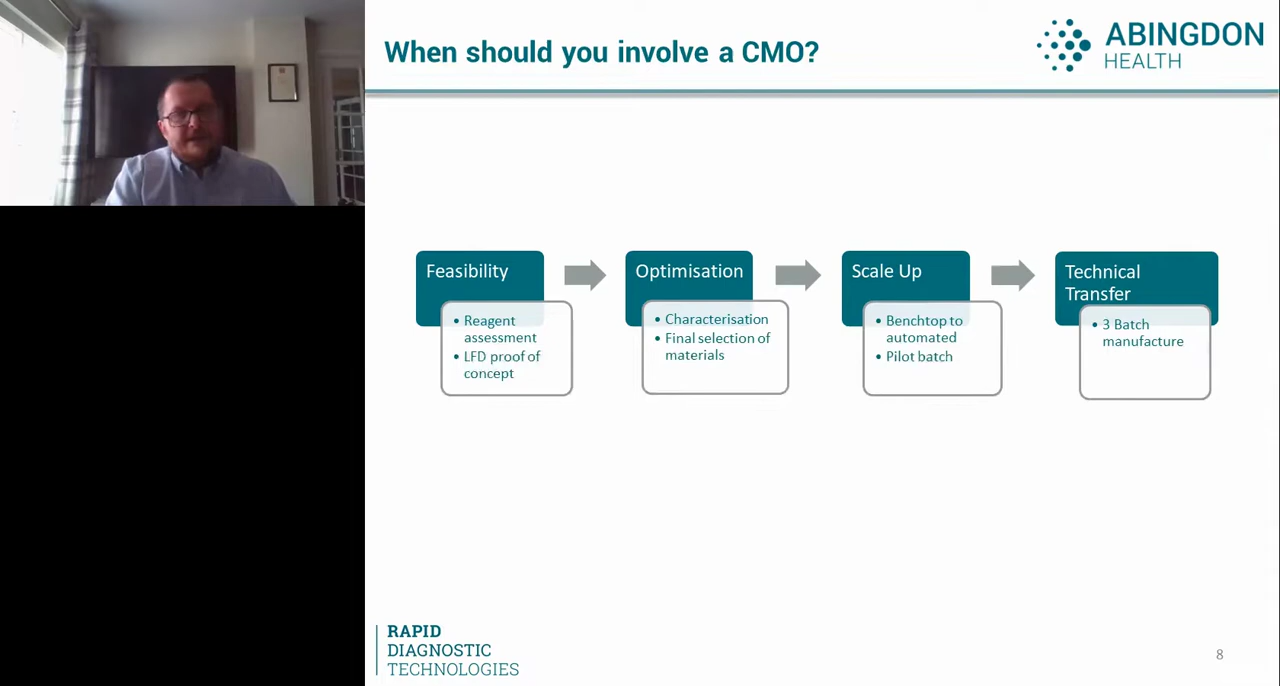 When should you involve a CMO?
ABINGDON
HEALTH
Feasibility
• Reagent
assessment
• LFD proof of
concept
Optimisation
• Characterisation
• Final selection of
materials
Scale Up
• Benchtop to
automated
• Pilot batch
Technical
Transfer
• 3 Batch
manufacture
RAPID
DIAGNOSTIC
TECHNOLOGIES
8